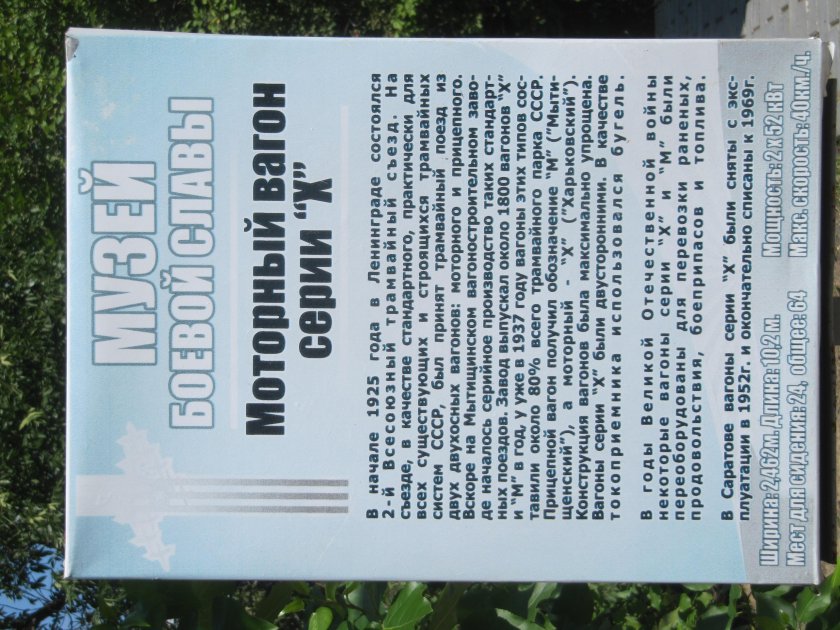 МУЗЕЙ
БОЕВОЙ СЛАВЫ
Моторный вагон
серии "Х"
В начале 1925 года в Ленинграде состоялся
2-й Всесоюзный трамвайный съезд. На
съезде, в качестве стандартного, практически для
всех существующих и строящихся трамвайных
систем СССР, был принят трамвайный поезд из
двух двухосных вагонов: моторного и прицепного.
Вскоре на Мытищинском вагоностроительном заво-
де началось серийное производство таких стандарт-
ных поездов. Завод выпускал около 1800 вагонов "Х"
и "М" в год, у уже в 1937 году вагоны этих типов сос-
тавили около 80% всего трамвайного парка СССР.
Прицепной вагон получил обозначение "М" ("Мыти-
щенский"), а моторный - "Х" ("Харьковский").
Конструкция вагонов была максимально упрощена.
Вагоны серии "Х" были двусторонними. В качестве
токоприемника использовался бугель.
В годы Великой Отечественной войны
некоторые вагоны серии "Х" и "М" были
переоборудованы для перевозки раненых,
продовольствия, боеприпасов и топлива.
В Саратове вагоны серии "Х" были сняты с экс-
плуатации в 1952г. и окончательно списаны к 1969г.
Ширина: 2,462м. Длина: 10,2 м. Мощность: 2 х 52 кВт
Мест для сидения: 24, общее: 64 Макс. скорость: 40км./ч.